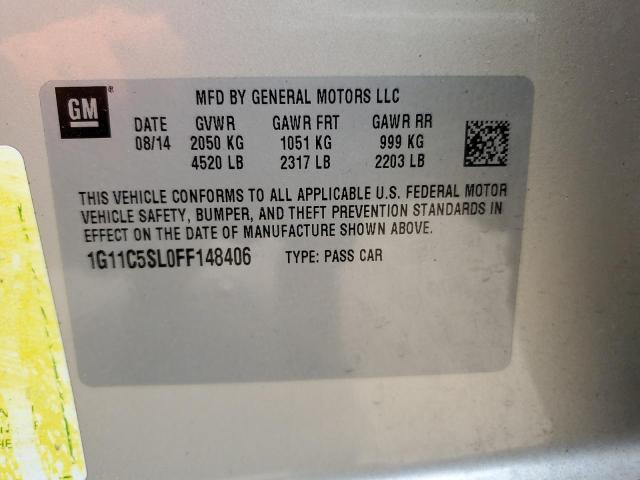 GM ® MFD BY GENERAL MOTORS LLC
DATE GVWR GAWR FRT GAWR RR
08/14 2050 KG 1051 KG 999 KG
4520 LB 2317 LB 2203 LB
THIS VEHICLE CONFORMS TO ALL APPLICABLE U.S. FEDERAL MOTOR
VEHICLE SAFETY, BUMPER, AND THEFT PREVENTION STANDARDS IN
EFFECT ON THE DATE OF MANUFACTURE SHOWN ABOVE.
1G11C5SL0FF148406 TYPE: PASS CAR